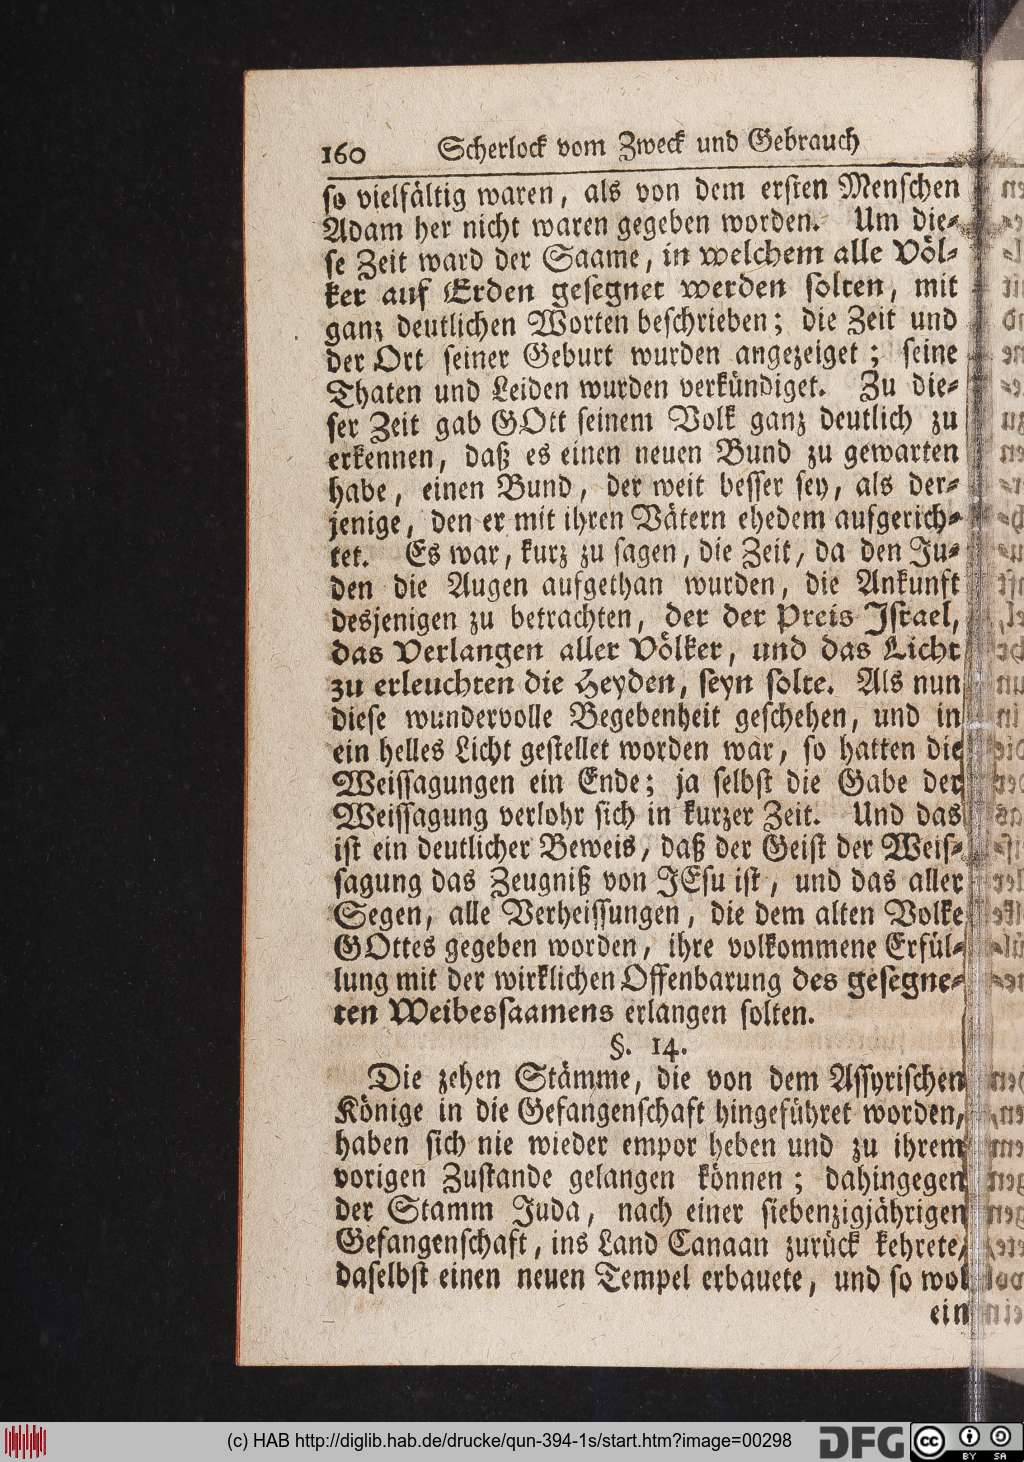 160 Scherlock vom Zweck und Gebrauch
so vielfältig waren, als von dem ersten Menschen
Adam her nicht waren gegeben worden. Um die-
se Zeit ward der Saame, in welchem alle Völ-
ker auf Erden gesegnet werden solten, mit
ganz deutlichen Worten beschrieben; die Zeit und
der Ort seiner Geburt wurden angezeiget; seine
Thaten und Leiden wurden verkündiget. Zu die-
ser Zeit gab GOtt seinem Volk ganz deutlich zu
erkennen, daß es einen neuen Bund zu gewarten
habe, einen Bund, der weit besser sey, als der-
jenige, den er mit ihren Vätern ehedem aufgerich-
tet. Es war, kurz zu sagen, die Zeit, da den Ju-
den die Augen aufgethan wurden, die Ankunft
desjenigen zu betrachten, der der Preis Israel,
das Verlangen aller Völker, und das Licht
zu erleuchten die Heyden, seyn solte. Als nun
diese wundervolle Begebenheit geschehen, und in
ein helles Licht gestellet worden war, so hatten die
Weissagungen ein Ende; ja selbst die Gabe der
Weissagung verlohr sich in kurzer Zeit. Und das
ist ein deutlicher Beweis, daß der Geist der Weis-
sagung das Zeugniß von JEsu ist, und das aller
Segen, alle Verheissungen, die dem alten Volke
GOttes gegeben worden, ihre volkommene Erfül-
lung mit der wirklichen Offenbarung des gesegne-
ten Weibessaamens erlangen solten.
§. 14.
Die zehen Stämme, die von dem Assyrischen
Könige in die Gefangenschaft hingeführet worden,
haben sich nie wieder empor heben und zu ihrem
vorigen Zustande gelangen können; dahingegen
der Stamm Juda, nach einer siebenzigjährigen
Gefangenschaft, ins Land Canaan zurück kehrete,
daselbst einen neuen Tempel erbauete, und so wol
ein
(c) HAB http://diglib.hab.de/drucke/qun-394-1s/start.htm?image=00298
DFG cc BY SA